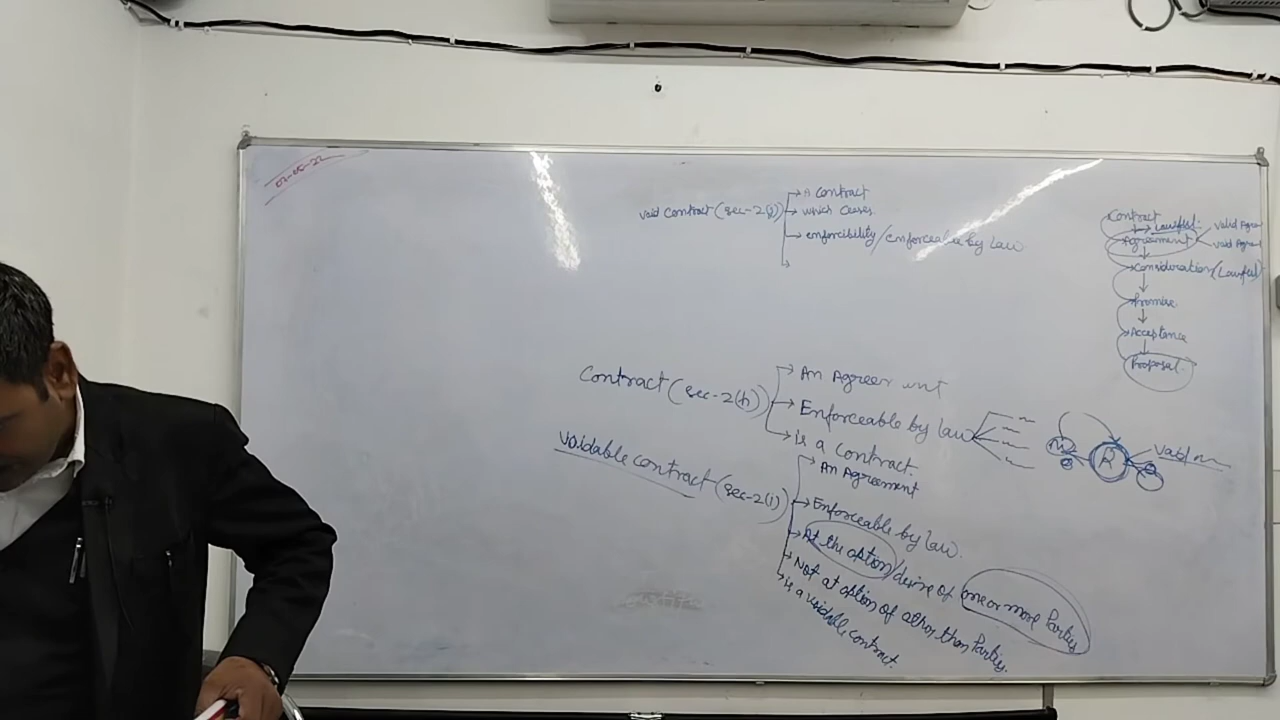 void contract (sec-2(j))
A contract
which ceases
enforcibility/enforceable by law
Contract
Lawful
Agreement
Valid Agree
void Agree
Consideration (Lawful)
Promise
Acceptance
Proposal
Contract (sec-2(h))
An Agreement
Enforceable by law
is a contract
R
voidable contract (sec-2(i))
An Agreement
Enforceable by law.
At the option/desire of one or more Parties
Not at option of other than Parties.
is a voidable contract.